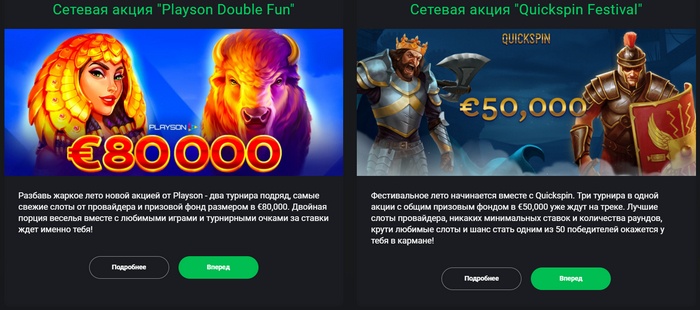 Сетевая акция "Playson Double Fun"
PLAYSON
€80 000
Разбавь жаркое лето новой акцией от Playson - два турнира подряд, самые
свежие слоты от провайдера и призовой фонд размером в €80,000. Двойная
порция веселья вместе с любимыми играми и турнирными очками за ставки
ждет именно тебя!
Подробнее
Вперед
Сетевая акция "Quickspin Festival"
QUICKSPIN
€50,000
Фестивальное лето начинается вместе с Quickspin. Три турнира в одной
акции с общим призовым фондом в €50,000 уже ждут на треке. Лучшие
слоты провайдера, никаких минимальных ставок и количества раундов,
крути любимые слоты и шанс стать одним из 50 победителей окажется у
тебя в кармане!
Подробнее
Вперед